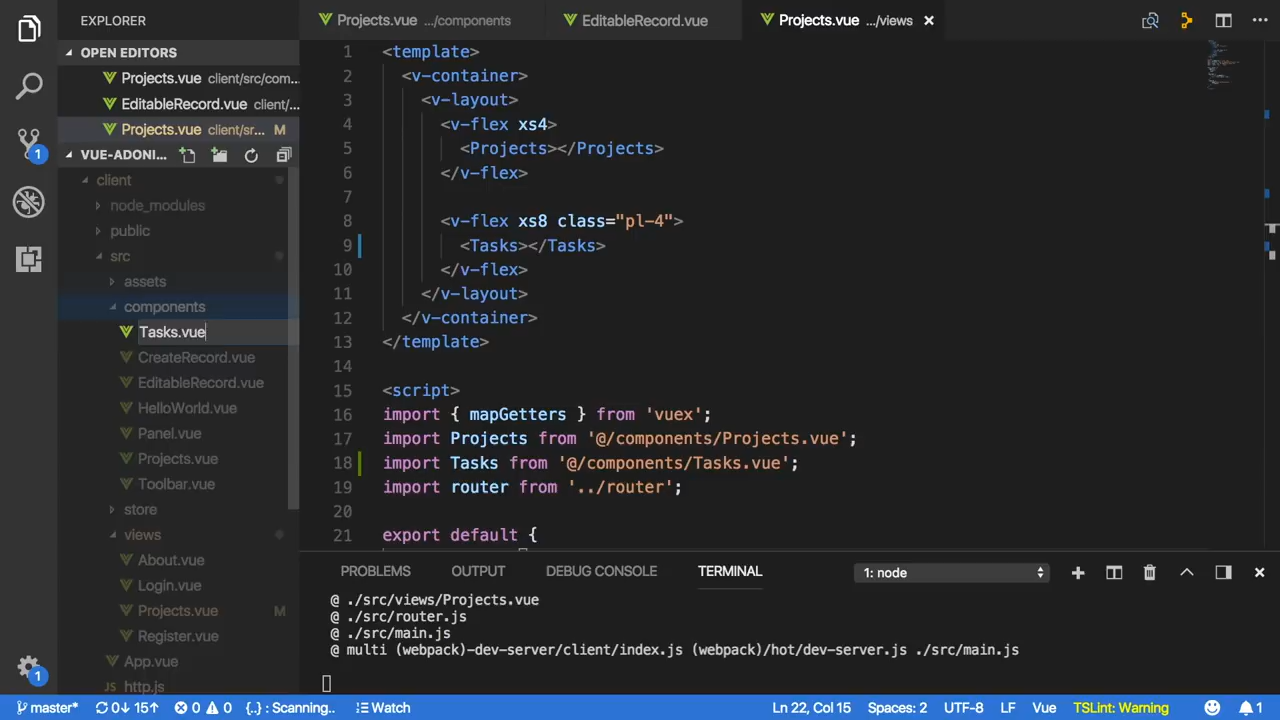 EXPLORER
OPEN EDITORS
Projects.vue client/src/com...
EditableRecord.vue client/...
Projects.vue client/sr... M
VUE-ADONI...
client
node_modules
public
src
assets
components
Tasks.vue
CreateRecord.vue
EditableRecord.vue
HelloWorld.vue
Panel.vue
Projects.vue
Toolbar.vue
store
views
About.vue
Login.vue
Projects.vue M
Register.vue
App.vue
http.js
1
1
Projects.vue .../components
EditableRecord.vue
Projects.vue .../views
1 <template>
2 <v-container>
3 <v-layout>
4 <v-flex xs4>
5 <Projects></Projects>
6 </v-flex>
7
8 <v-flex xs8 class="pl-4">
9 <Tasks></Tasks>
10 </v-flex>
11 </v-layout>
12 </v-container>
13 </template>
14
15 <script>
16 import { mapGetters } from 'vuex';
17 import Projects from '@/components/Projects.vue';
18 import Tasks from '@/components/Tasks.vue';
19 import router from '../router';
20
21 export default {
PROBLEMS OUTPUT DEBUG CONSOLE TERMINAL 1: node
@ ./src/views/Projects.vue
@ ./src/router.js
@ ./src/main.js
@ multi (webpack)-dev-server/client/index.js (webpack)/hot/dev-server.js ./src/main.js
master* 0↓ 15↑ 0 0 {..} : Scanning.. Watch Ln 22, Col 15 Spaces: 2 UTF-8 LF Vue TSLint: Warning 1